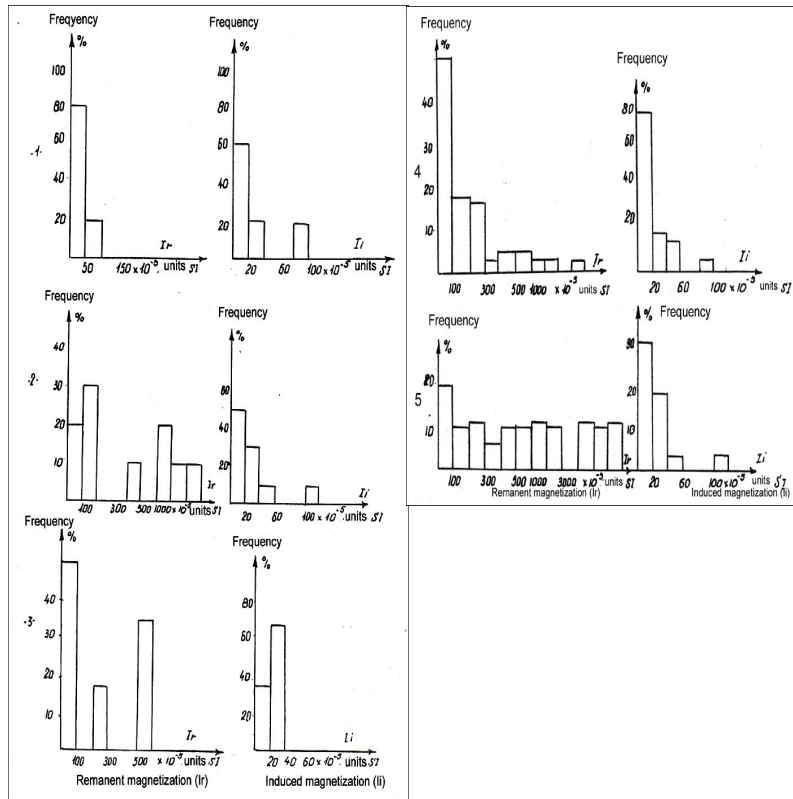 Freqyency
%
100
80
60
40
20
-1-
Ir
50 150 x 10⁻⁵ units SI
Frequency
%
100
80
60
40
20
Ii
20 60 100 x 10⁻⁵ units SI
Frequency
%
40
30
20
10
-2-
Ir
100 300 500 1000 x 10⁻⁵ units SI
Frequency
%
60
40
20
Ii
20 60 100 x 10⁻⁵ units SI
Frequency
%
40
30
20
10
-3-
Ir
100 300 500 x 10⁻⁵ units SI
Remanent magnetization (Ir)
Frequency
%
80
60
40
20
Ii
20 40 60 x 10⁻⁵ units SI
Induced magnetization (Ii)
Frequency
4
%
40
30
20
10
Ir
100 300 500 1000 x 10⁻⁵ units SI
Frequency
%
80
60
40
20
Ii
20 60 100 x 10⁻⁵ units SI
Frequency
%
20
10
5
Ir
100 300 500 1000 3000 x 10⁻⁵ units SI
Remanent magnetization (Ir)
% Frequency
30
20
10
Ii
20 60 100 x 10⁻⁵ units SI
Induced magnetization (Ii)